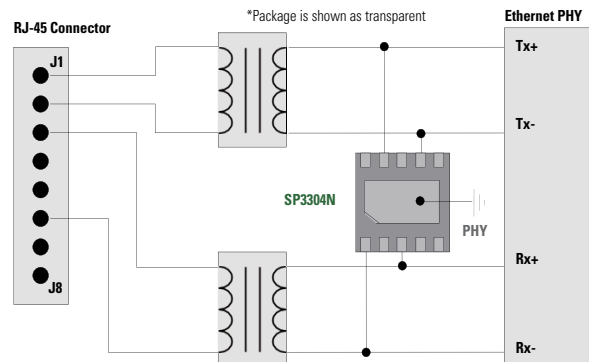 *Package is shown as transparent
Ethernet PHY
RJ-45 Connector
J1
Tx+
Tx-
SP3304N
PHY
Rx+
J8
Rx-